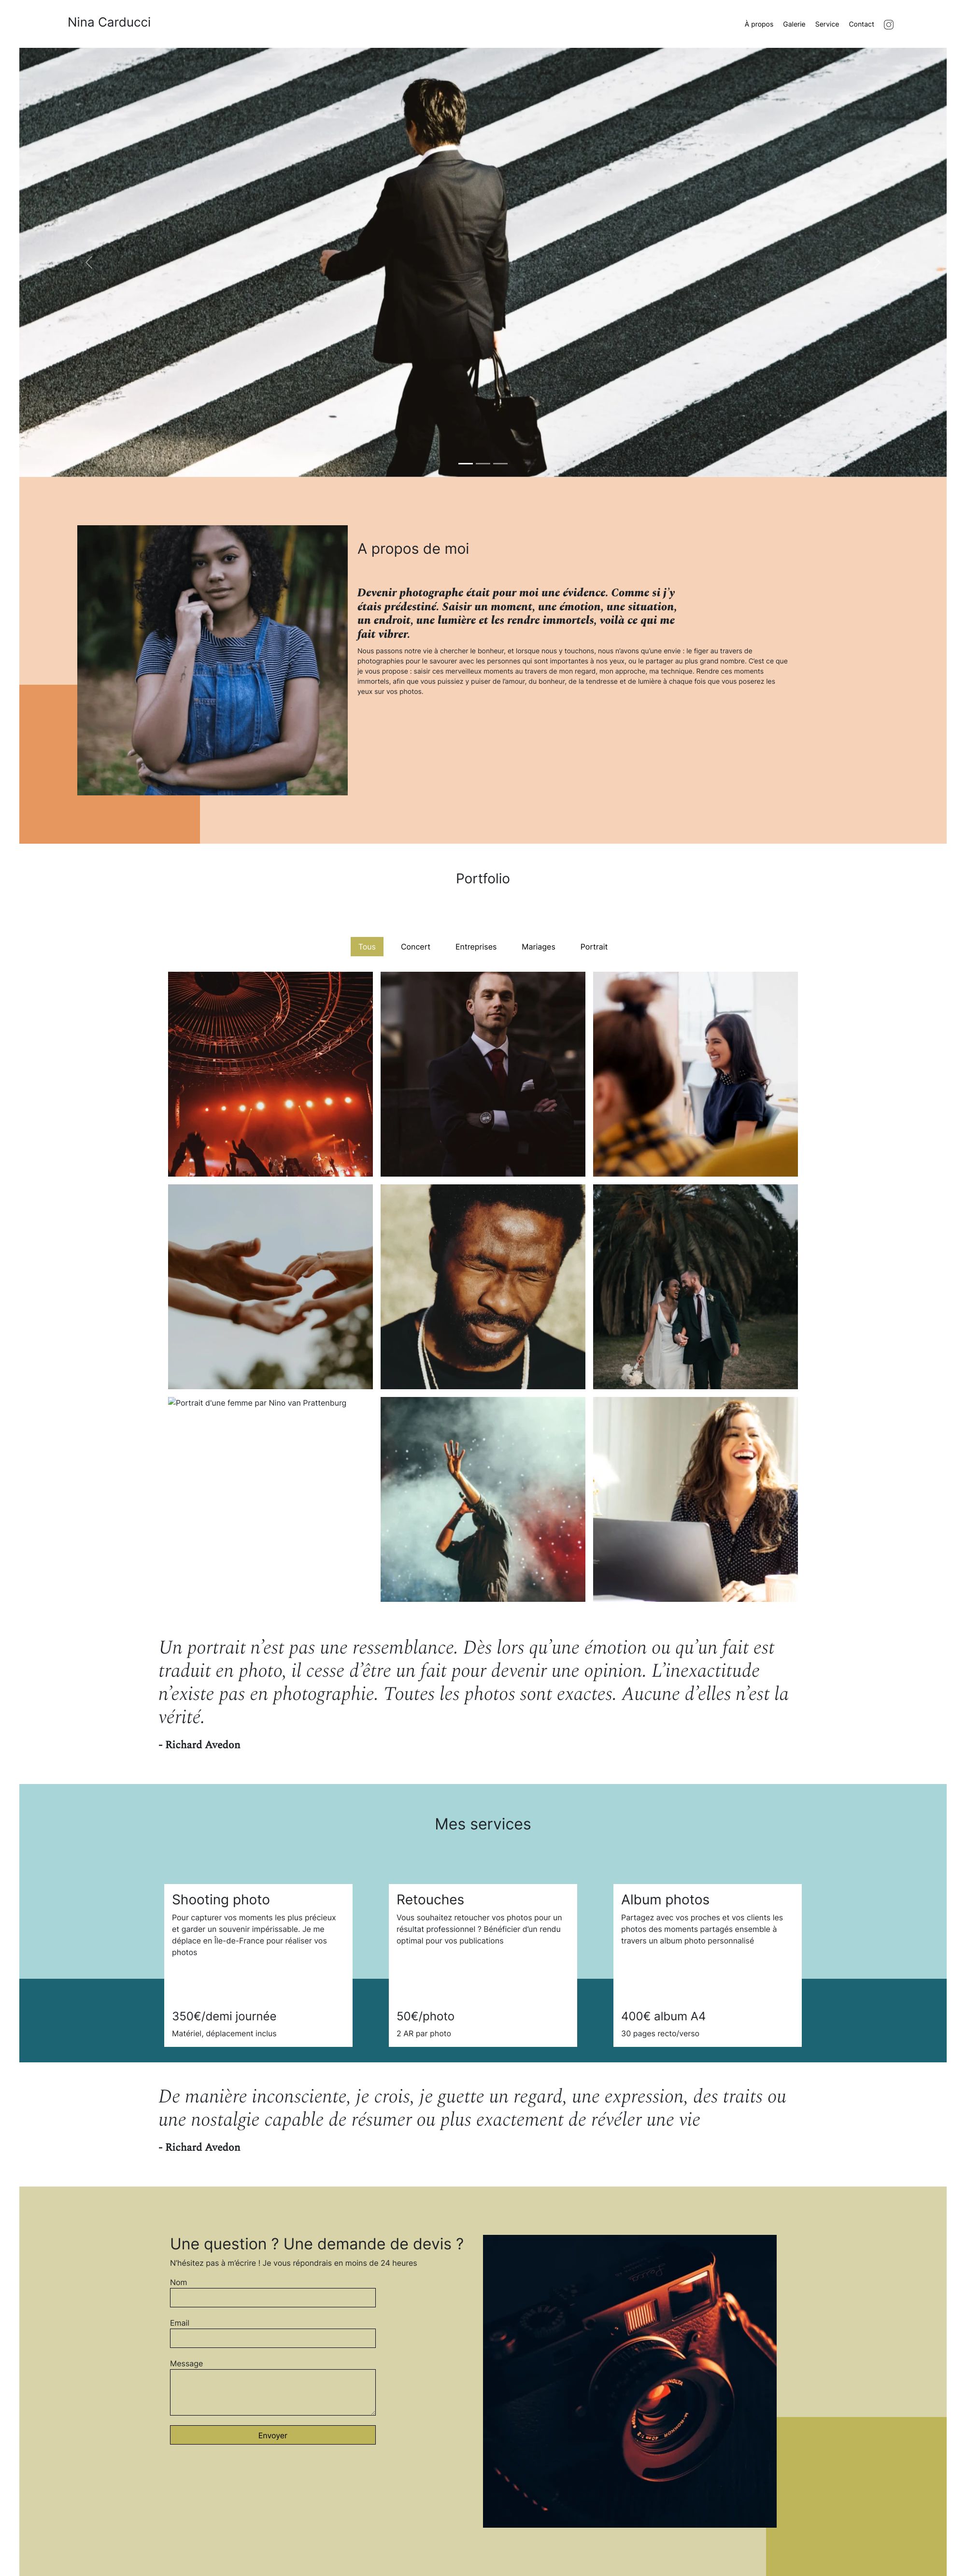 Nina Carducci
À propos
Galerie
Service
Contact
A propos de moi
Devenir photographe était pour moi une évidence. Comme si j'y
étais prédestiné. Saisir un moment, une émotion, une situation,
un endroit, une lumière et les rendre immortels, voilà ce qui me
fait vibrer.
Nous passons notre vie à chercher le bonheur, et lorsque nous y touchons, nous n'avons qu'une envie : le figer au travers de
photographies pour le savourer avec les personnes qui sont importantes à nos yeux, ou le partager au plus grand nombre. C'est ce que
je vous propose : saisir ces merveilleux moments au travers de mon regard, mon approche, ma technique. Rendre ces moments
immortels, afin que vous puissiez y puiser de l'amour, du bonheur, de la tendresse et de lumière à chaque fois que vous poserez les
yeux sur vos photos.
Portfolio
Tous
Concert
Entreprises
Mariages
Portrait
Portrait d'une femme par Nino van Prattenburg
Un portrait n'est pas une ressemblance. Dès lors qu'une émotion ou qu'un fait est
traduit en photo, il cesse d'être un fait pour devenir une opinion. L'inexactitude
n'existe pas en photographie. Toutes les photos sont exactes. Aucune d'elles n'est la
vérité.
- Richard Avedon
Mes services
Shooting photo
Pour capturer vos moments les plus précieux
et garder un souvenir impérissable. Je me
déplace en Île-de-France pour réaliser vos
photos
350€/demi journée
Matériel, déplacement inclus
Retouches
Vous souhaitez retoucher vos photos pour un
résultat professionnel ? Bénéficier d'un rendu
optimal pour vos publications
50€/photo
2 AR par photo
Album photos
Partagez avec vos proches et vos clients les
photos des moments partagés ensemble à
travers un album photo personnalisé
400€ album A4
30 pages recto/verso
De manière inconsciente, je crois, je guette un regard, une expression, des traits ou
une nostalgie capable de résumer ou plus exactement de révéler une vie
- Richard Avedon
Une question ? Une demande de devis ?
N'hésitez pas à m'écrire ! Je vous répondrais en moins de 24 heures
Nom
Email
Message
Envoyer
MINOLTA